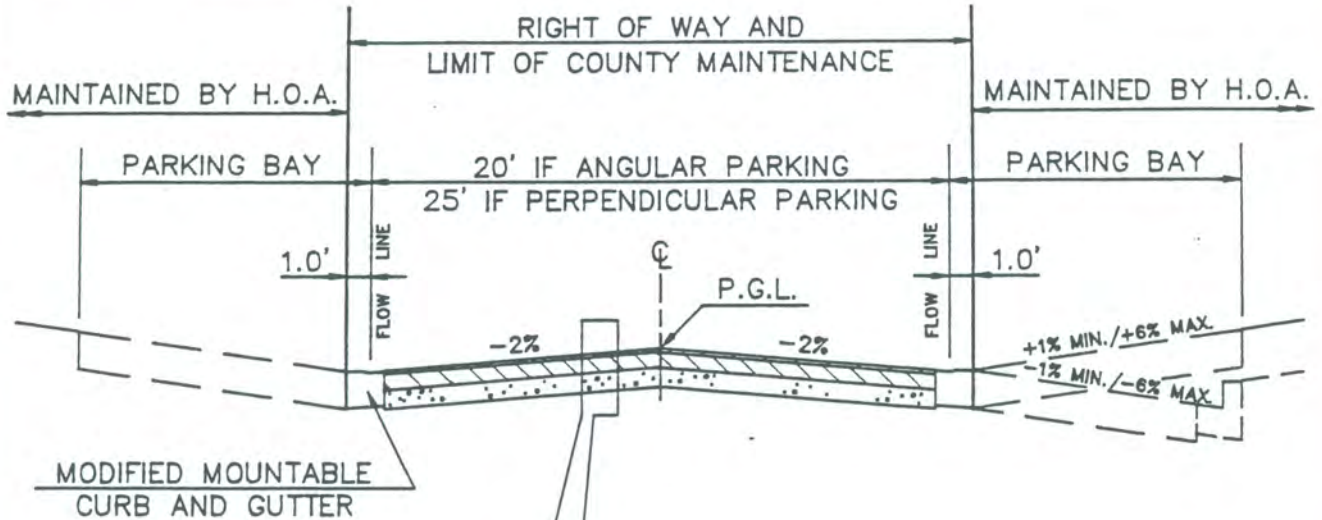 RIGHT OF WAY AND
LIMIT OF COUNTY MAINTENANCE
MAINTAINED BY H.O.A.
MAINTAINED BY H.O.A.
PARKING BAY
20' IF ANGULAR PARKING
25' IF PERPENDICULAR PARKING
PARKING BAY
1.0'
FLOW LINE
℄
P.G.L.
FLOW LINE
1.0'
-2%
-2%
+1% MIN./+6% MAX.
-1% MIN./-6% MAX.
MODIFIED MOUNTABLE
CURB AND GUTTER